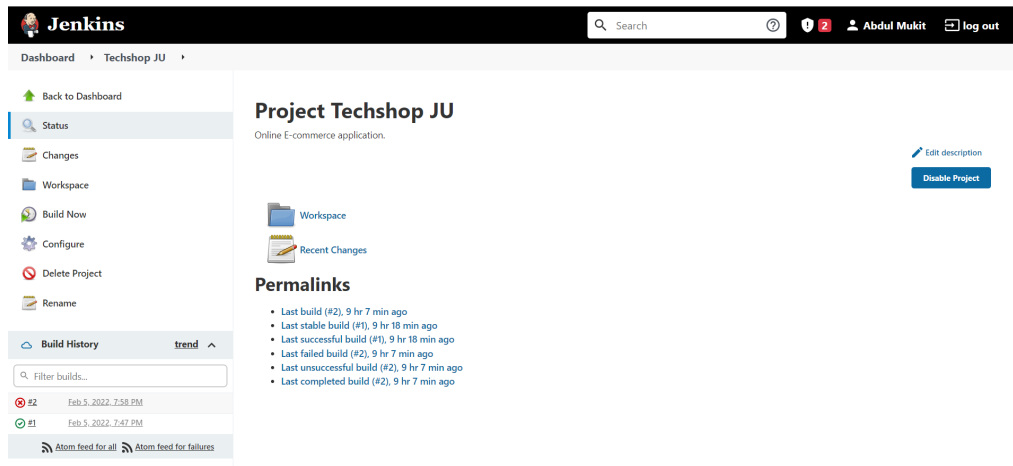 Jenkins
Search
2
Abdul Mukit
log out
Dashboard
Techshop JU
Back to Dashboard
Status
Changes
Workspace
Build Now
Configure
Delete Project
Rename
Build History
trend
Filter builds...
#2 Feb 5, 2022, 7:58 PM
#1 Feb 5, 2022, 7:47 PM
Atom feed for all Atom feed for failures
Project Techshop JU
Online E-commerce application.
Edit description
Disable Project
Workspace
Recent Changes
Permalinks
Last build (#2), 9 hr 7 min ago
Last stable build (#1), 9 hr 18 min ago
Last successful build (#1), 9 hr 18 min ago
Last failed build (#2), 9 hr 7 min ago
Last unsuccessful build (#2), 9 hr 7 min ago
Last completed build (#2), 9 hr 7 min ago